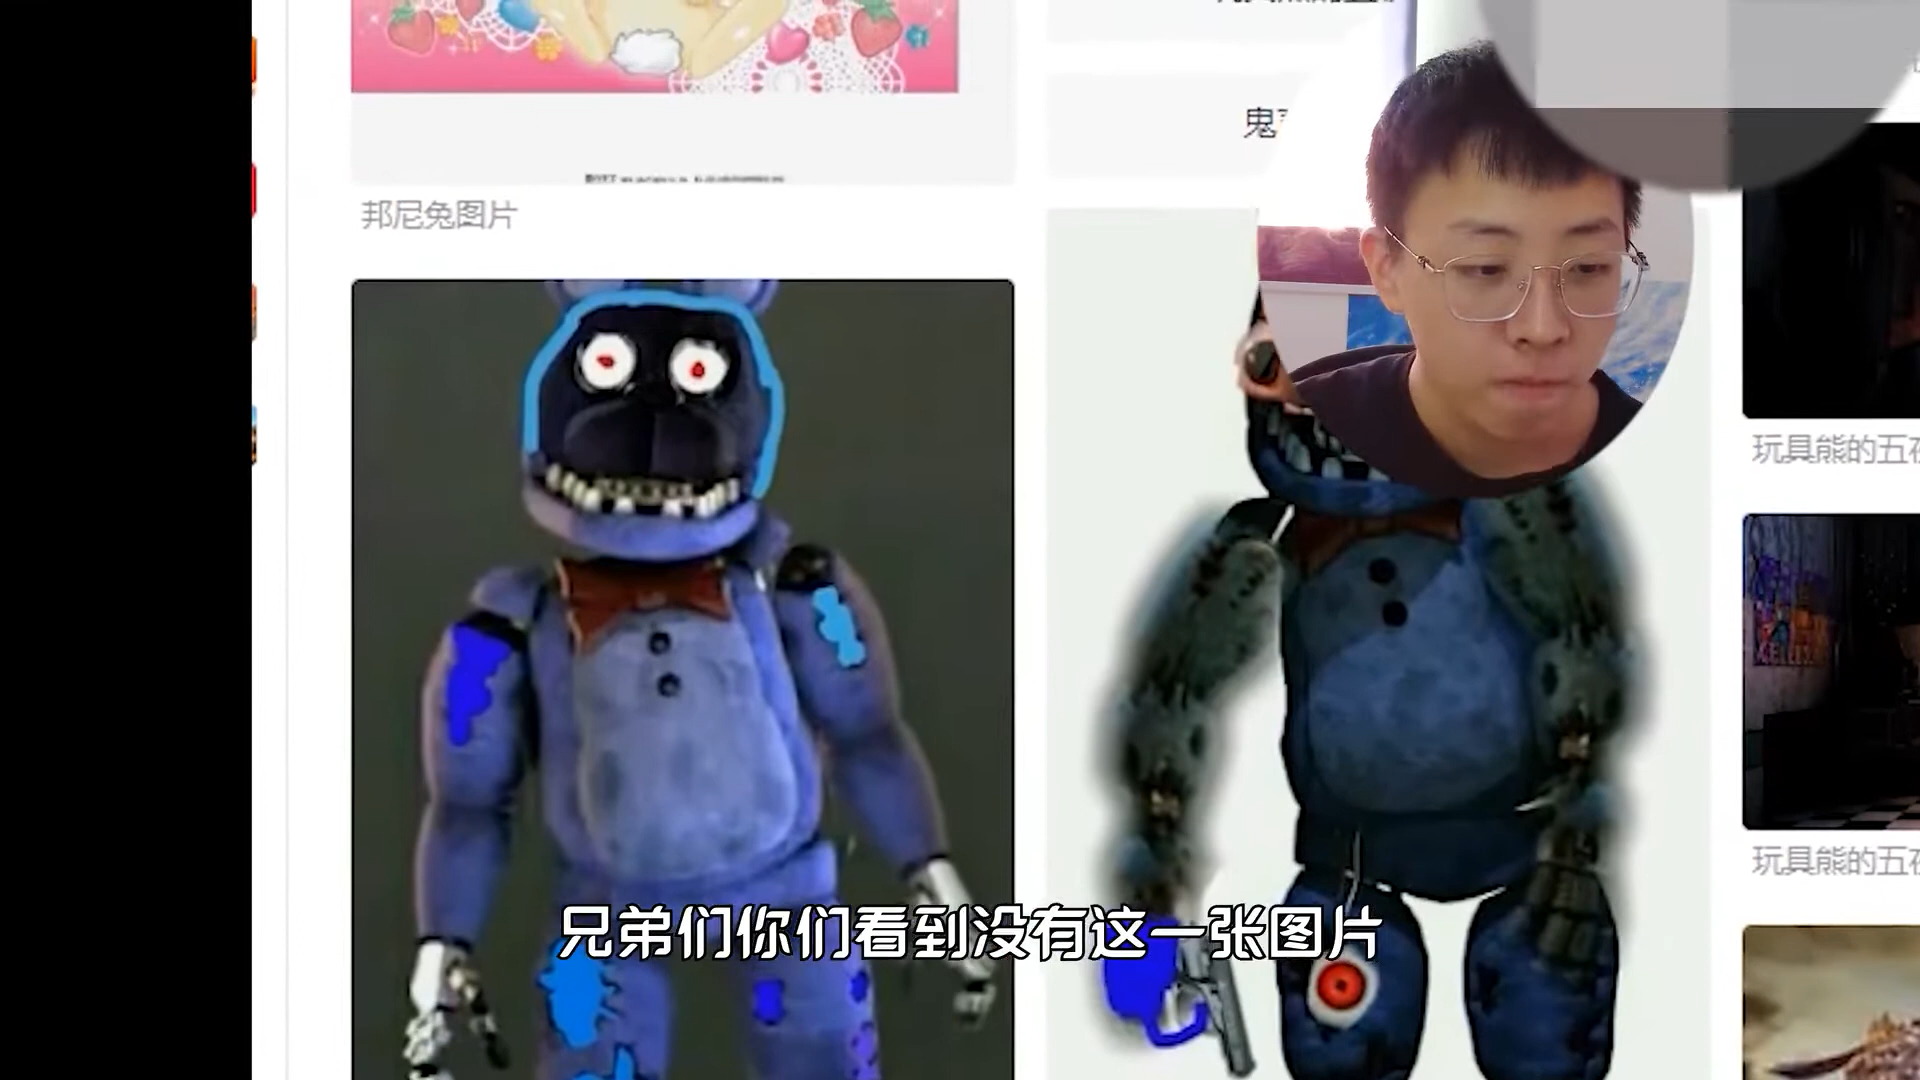 鬼
邦尼兔图片
玩具熊的五
玩具熊的五
兄弟们你们看到没有这一张图片